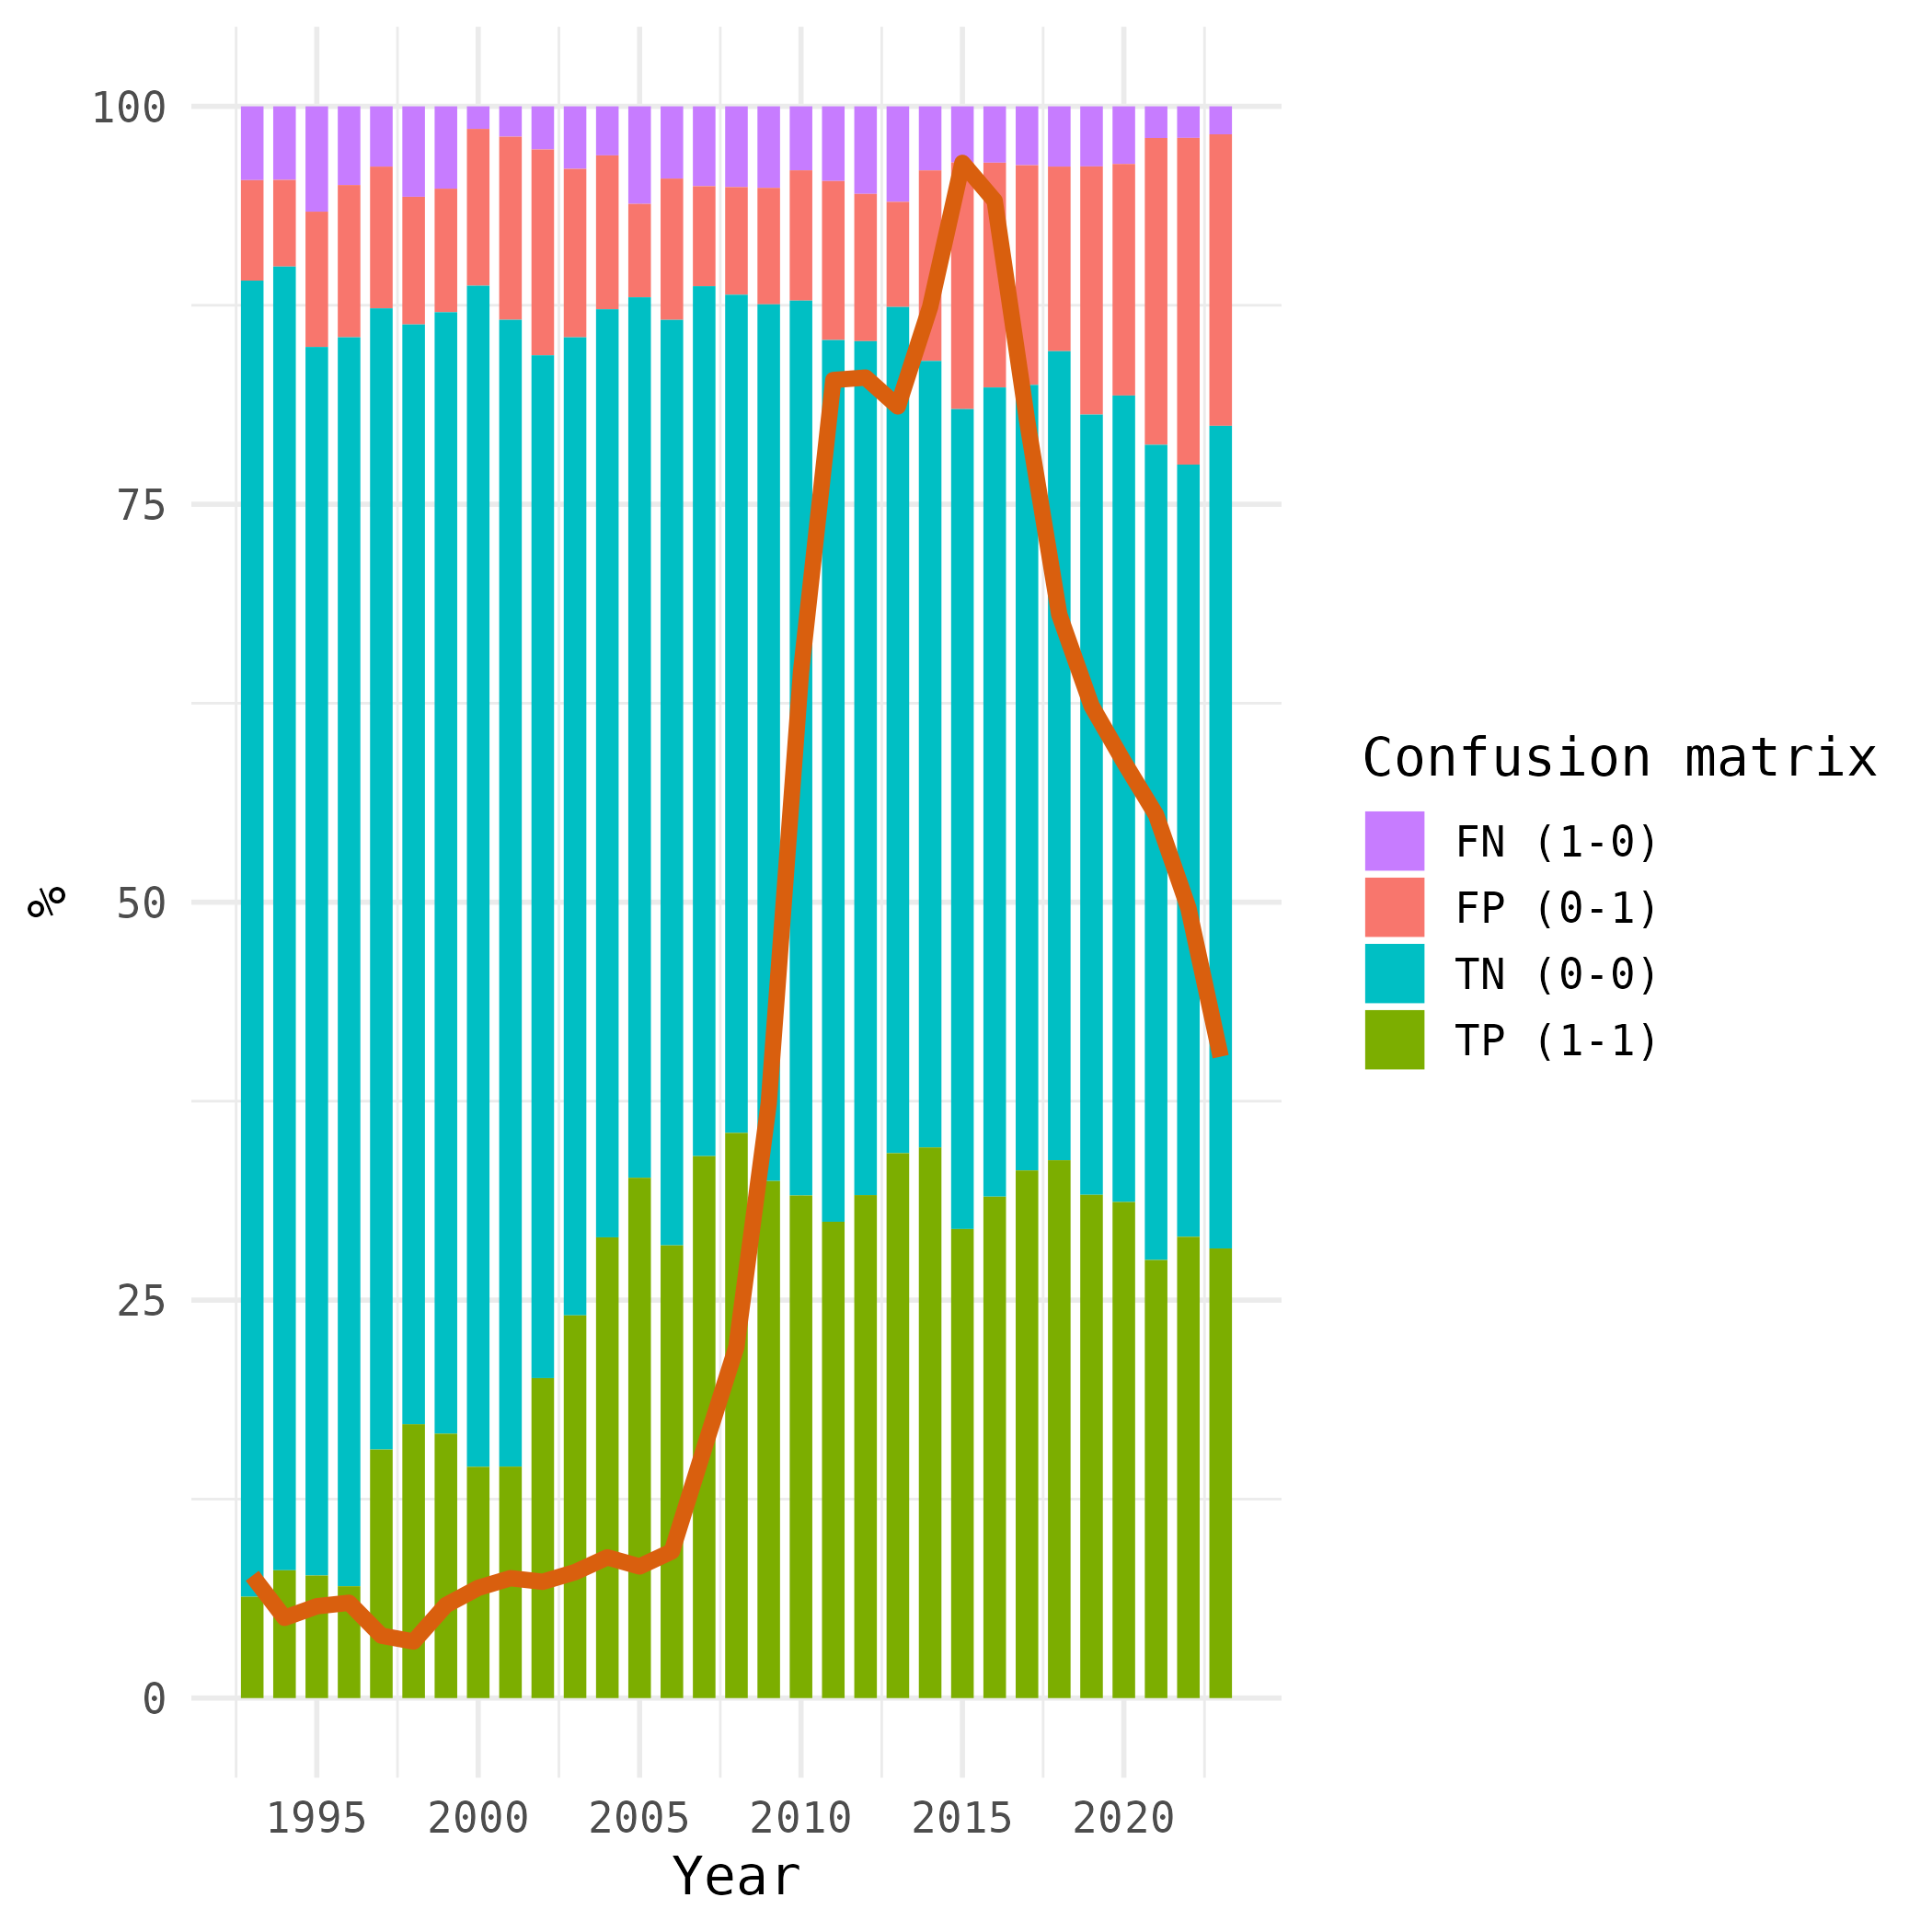 100
75
50
25
0
%
1995 2000 2005 2010 2015 2020
Year
Confusion matrix
FN (1-0)
FP (0-1)
TN (0-0)
TP (1-1)